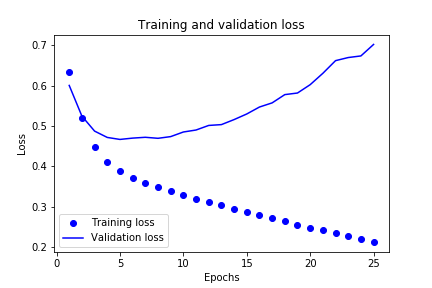 Training and validation loss
0.7
0.6
0.5
0.4
0.3
0.2
Loss
Training loss
Validation loss
0 5 10 15 20 25
Epochs